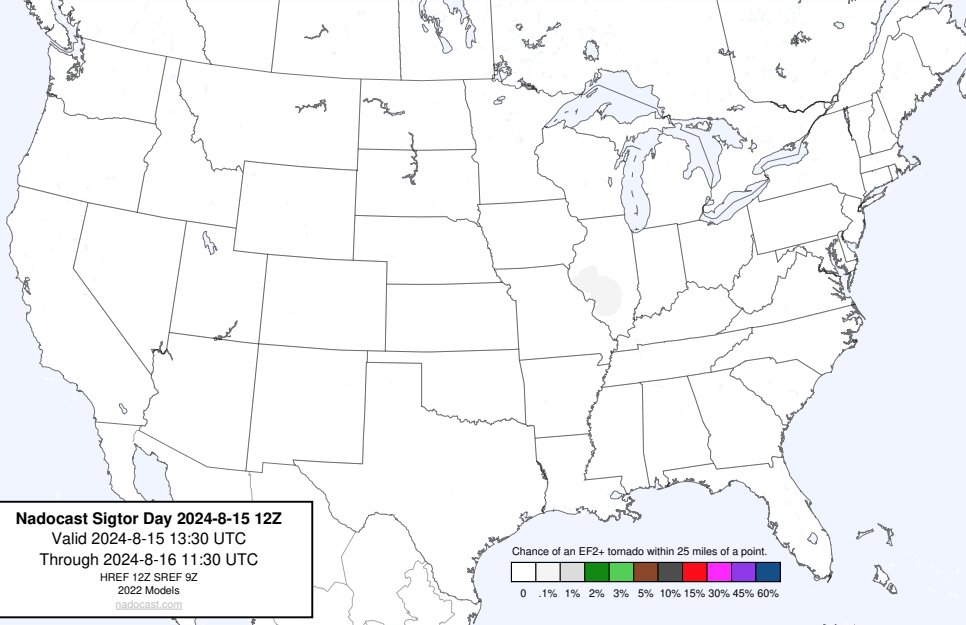 Nadocast Sigtor Day 2024-8-15 12Z
Valid 2024-8-15 13:30 UTC
Through 2024-8-16 11:30 UTC
HREF 12Z SREF 9Z
2022 Models
nadocast.com
Chance of an EF2+ tornado within 25 miles of a point.
0 .1% 1% 2% 3% 5% 10% 15% 30% 45% 60%